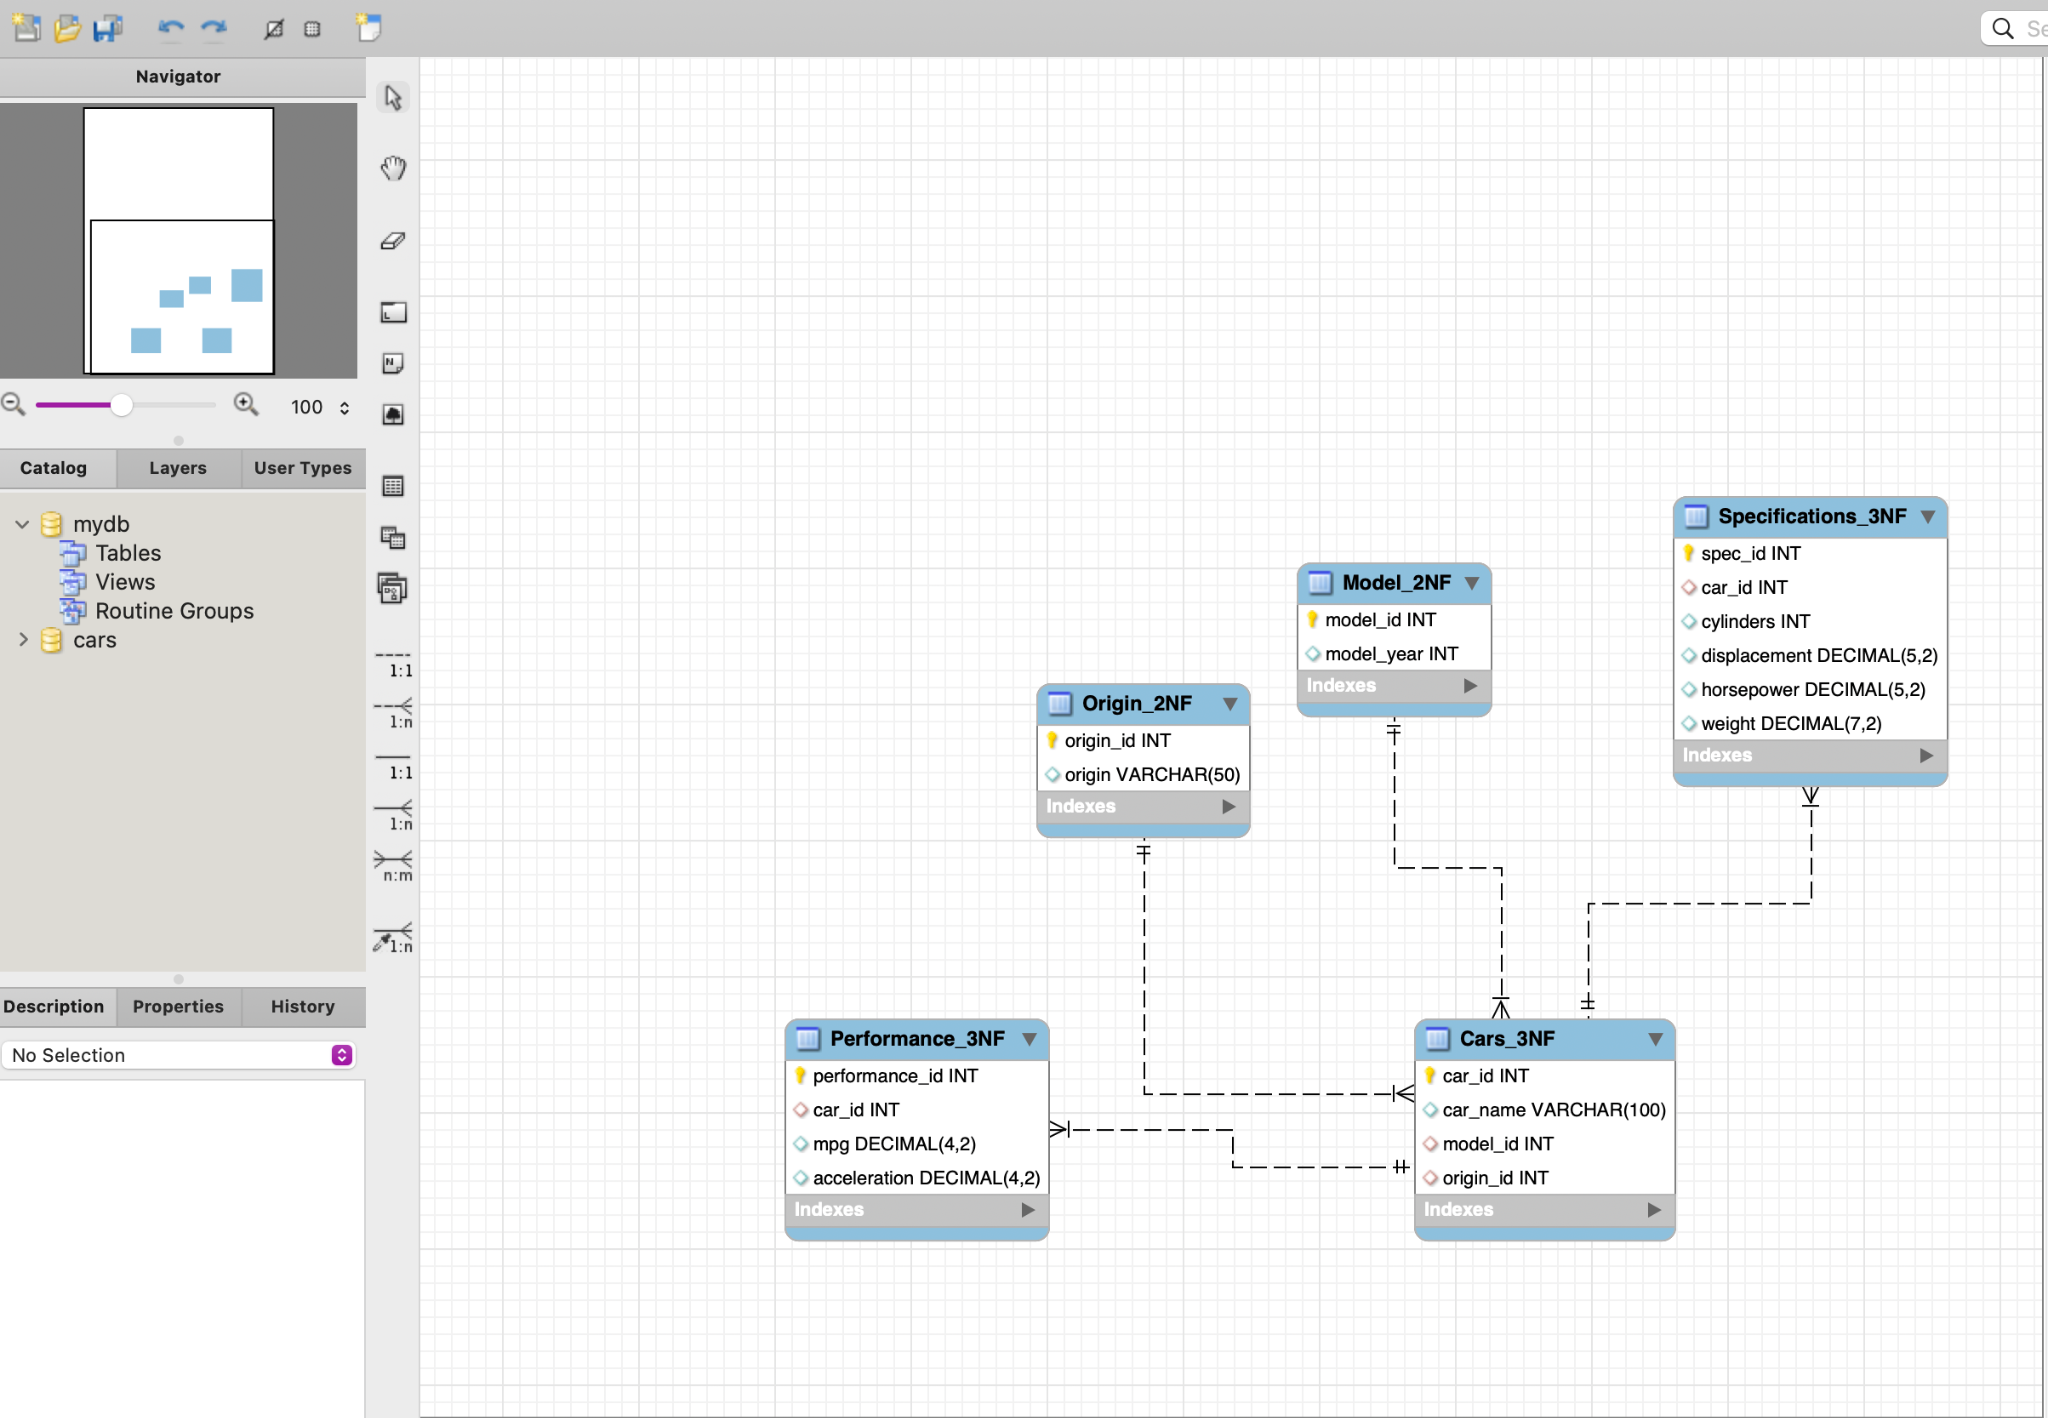 Se
Navigator
100
Catalog Layers User Types
mydb
Tables
Views
Routine Groups
cars
Description Properties History
No Selection
1:1
1:n
1:1
1:n
n:m
1:n
Specifications_3NF
spec_id INT
car_id INT
cylinders INT
displacement DECIMAL(5,2)
horsepower DECIMAL(5,2)
weight DECIMAL(7,2)
Indexes
Model_2NF
model_id INT
model_year INT
Indexes
Origin_2NF
origin_id INT
origin VARCHAR(50)
Indexes
Performance_3NF
performance_id INT
car_id INT
mpg DECIMAL(4,2)
acceleration DECIMAL(4,2)
Indexes
Cars_3NF
car_id INT
car_name VARCHAR(100)
model_id INT
origin_id INT
Indexes